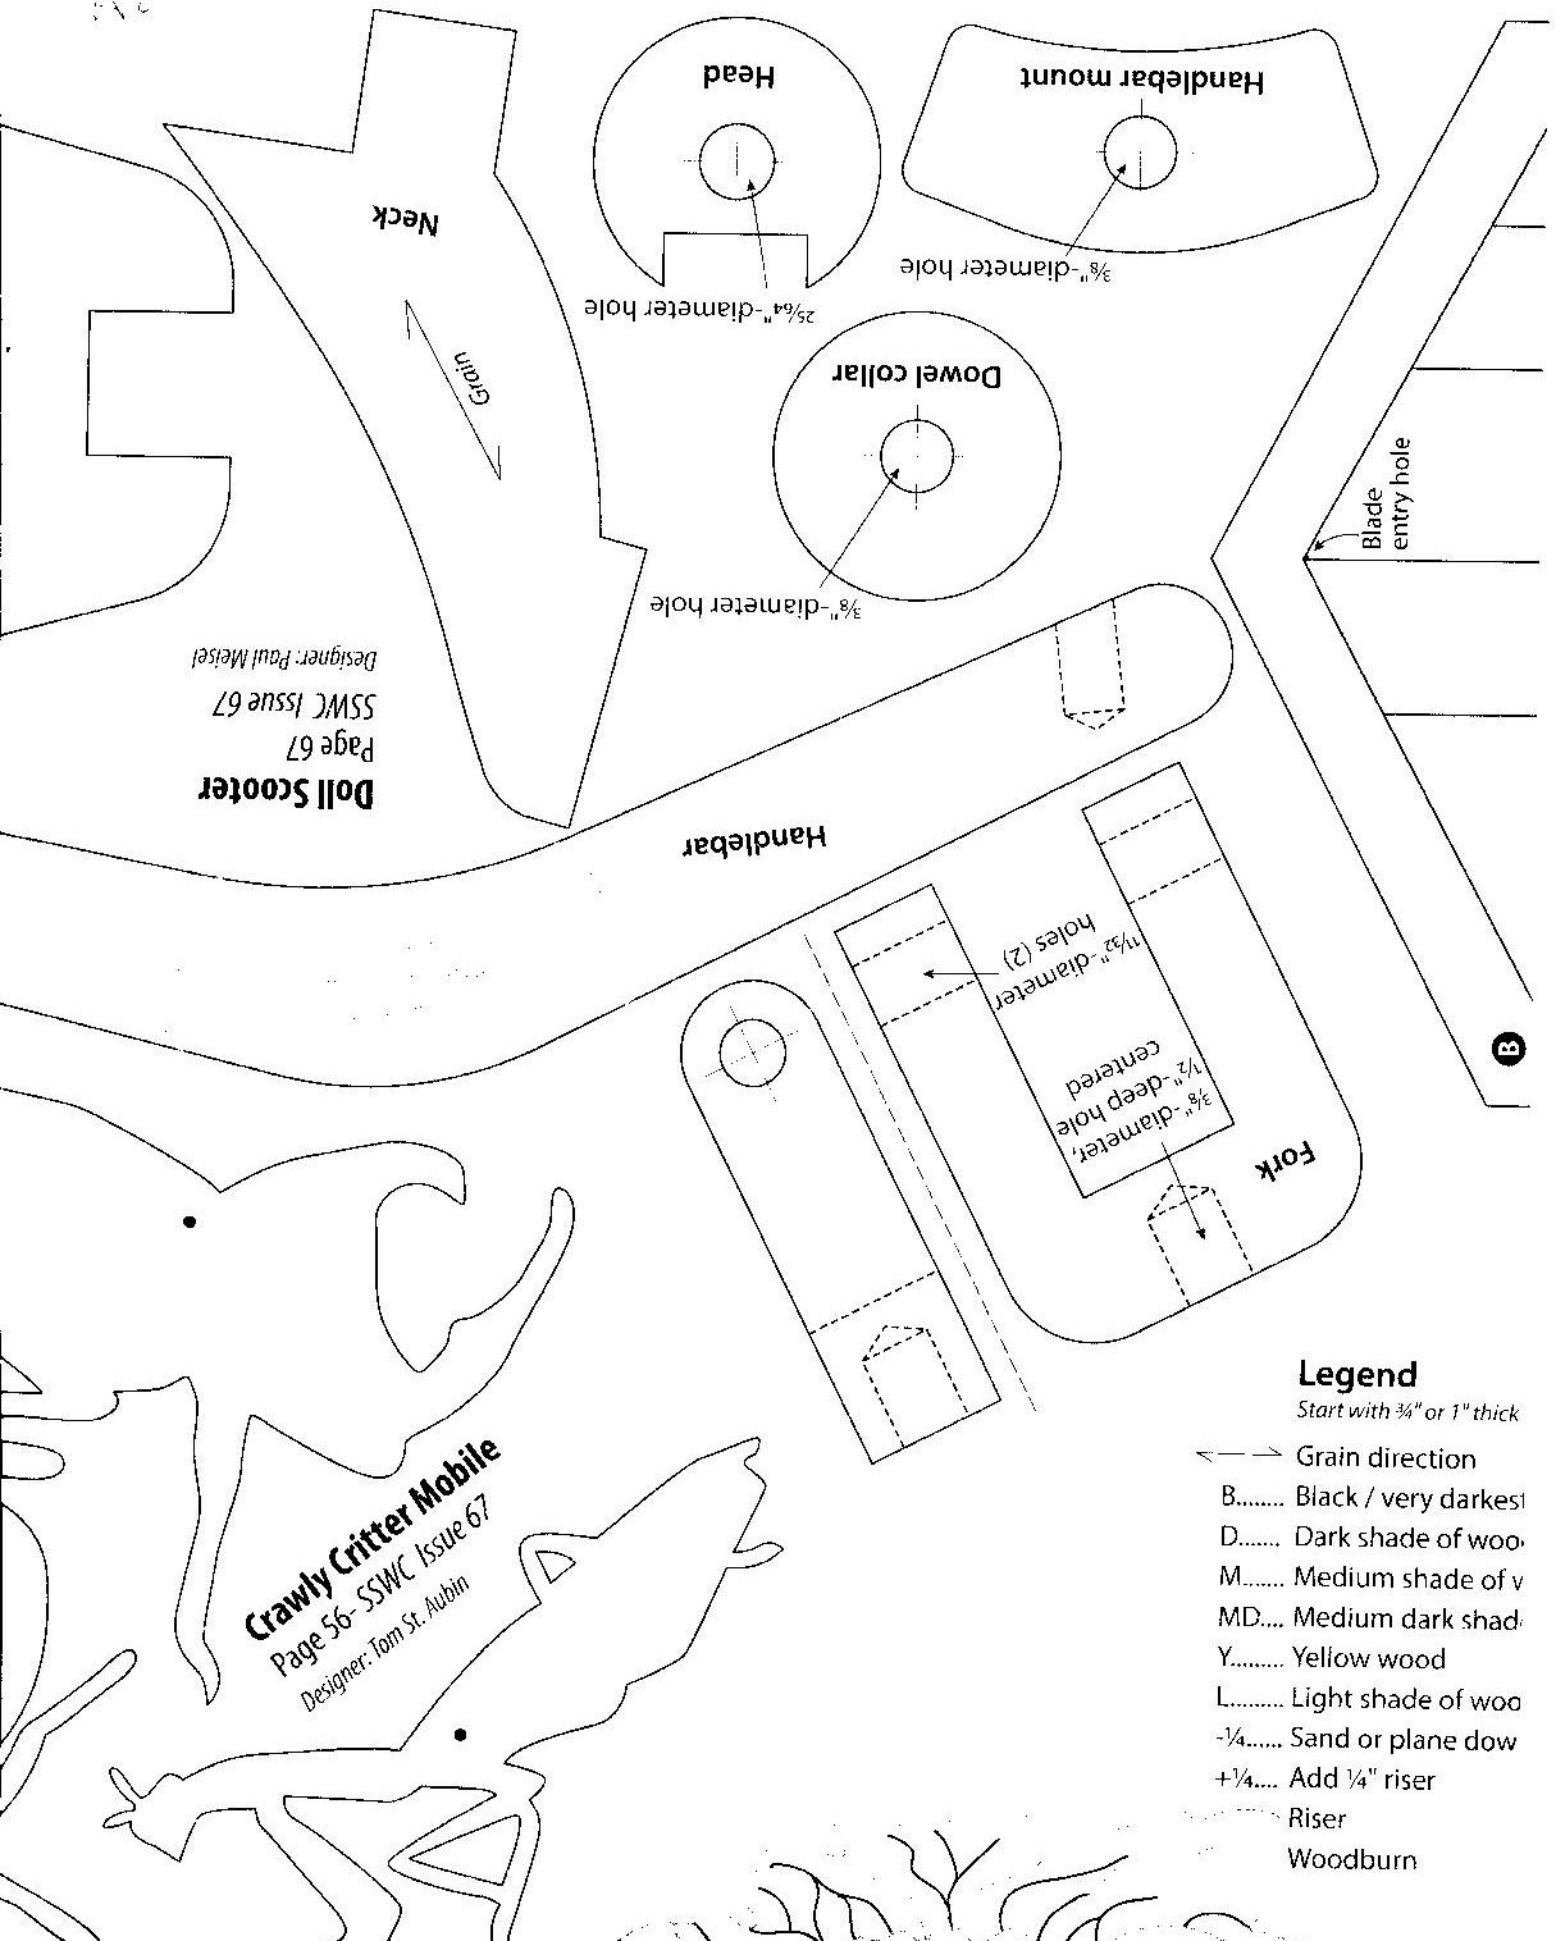 Head
25/64"-diameter hole
Handlebar mount
3/8"-diameter hole
Neck
Grain
Dowel collar
3/8"-diameter hole
Blade
entry hole
Doll Scooter
Page 67
SSWC Issue 67
Designer: Paul Meisel
Handlebar
11/32"-diameter
holes (2)
3/8"-diameter,
1/2"-deep hole
centered
Fork
B
Crawly Critter Mobile
Page 56- SSWC Issue 67
Designer: Tom St. Aubin
Legend
Start with ¾" or 1" thick
Grain direction
B........ Black / very darkest
D....... Dark shade of woo
M....... Medium shade of
MD.... Medium dark shad
Y......... Yellow wood
L......... Light shade of woo
-¼...... Sand or plane dow
+¼.... Add ¼" riser
Riser
Woodburn